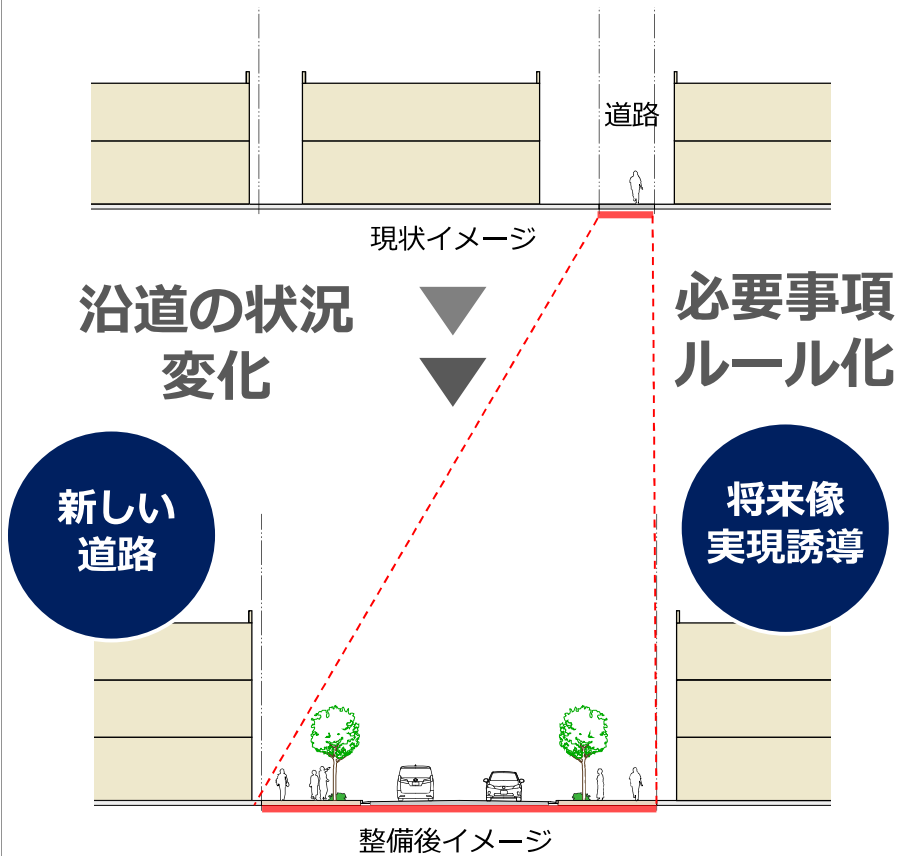 道路
現状イメージ
沿道の状況
変化
必要事項
ルール化
新しい
道路
将来像
実現誘導
整備後イメージ